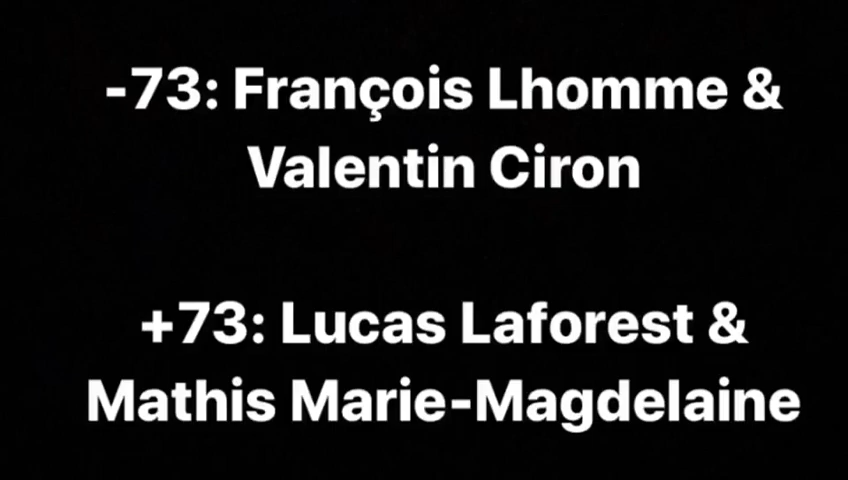 -73: François Lhomme &
Valentin Ciron
+73: Lucas Laforest &
Mathis Marie-Magdelaine